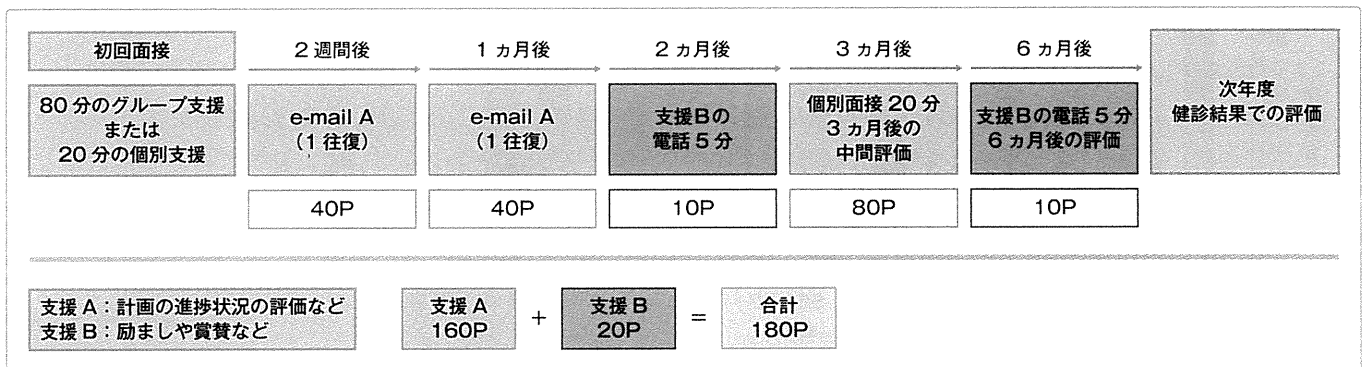 初回面接
2週間後
1ヵ月後
2ヵ月後
3ヵ月後
6ヵ月後
次年度
健診結果での評価
80分のグループ支援
または
20分の個別支援
e-mail A
(1往復)
e-mail A
(1往復)
支援Bの
電話5分
個別面接20分
3ヵ月後の
中間評価
支援Bの電話5分
6ヵ月後の評価
40P
40P
10P
80P
10P
支援A：計画の進捗状況の評価など
支援B：励ましや賞賛など
支援A
160P
+
支援B
20P
=
合計
180P